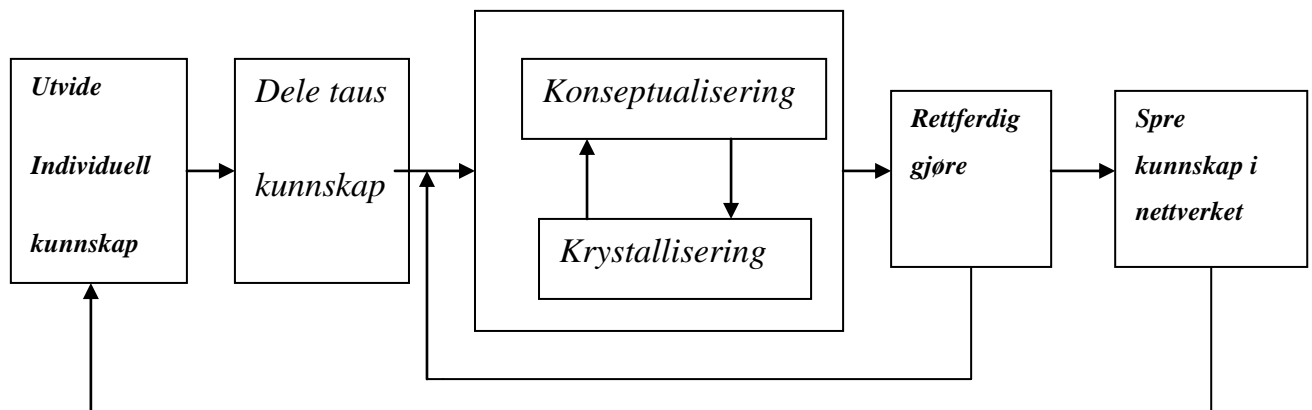 Utvide
Individuell
kunnskap
Dele taus
kunnskap
Konseptualisering
Krystallisering
Rettferdig
gjøre
Spre
kunnskap i
nettverket